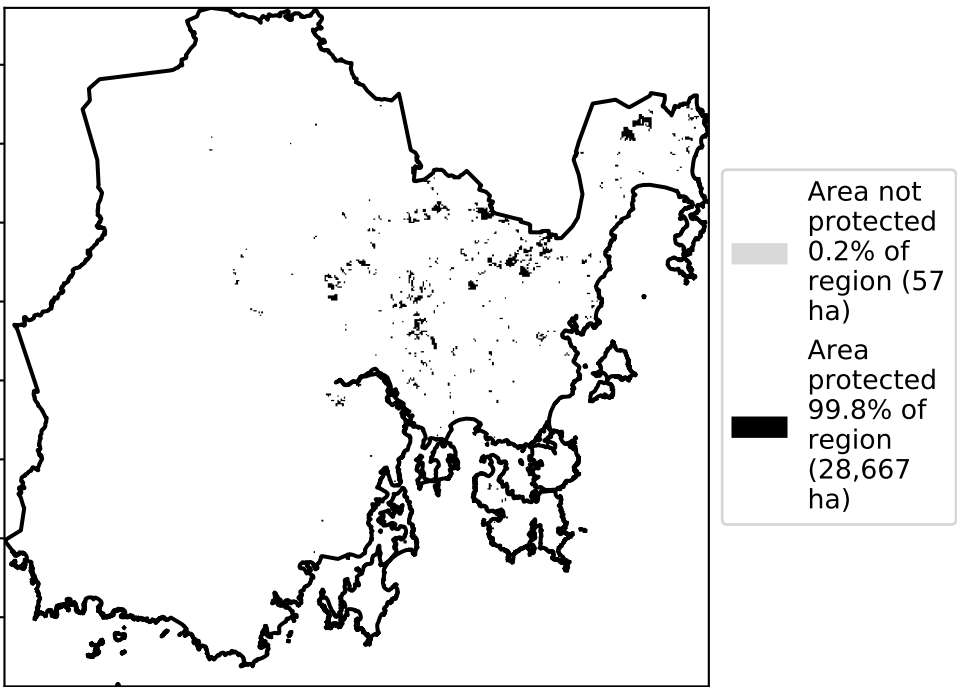 Area not
protected
0.2% of
region (57
ha)
Area
protected
99.8% of
region
(28,667
ha)